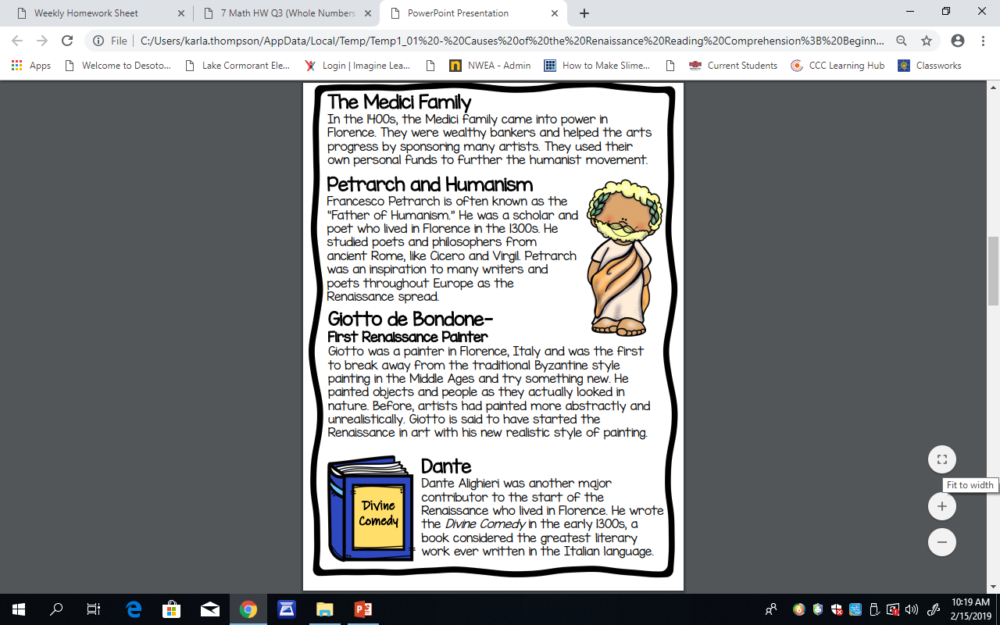 Weekly Homework Sheet
7 Math HW Q3 (Whole Numbers
PowerPoint Presentation
File
C:/Users/karla.thompson/AppData/Local/Temp/Temp1_01%20-%20Causes%20of%20the%20Renaissance%20Reading%20Comprehension%3B%20Beginn...
Apps
Welcome to Desoto...
Lake Cormorant Ele...
Login | Imagine Lea...
NWEA - Admin
How to Make Slime...
Current Students
CCC Learning Hub
Classworks
The Medici Family
In the 1400s, the Medici family came into power in
Florence. They were wealthy bankers and helped the arts
progress by sponsoring many artists. They used their
own personal funds to further the humanist movement.
Petrarch and Humanism
Francesco Petrarch is often known as the
“Father of Humanism.” He was a scholar and
poet who lived in Florence in the 1300s. He
studied poets and philosophers from
ancient Rome, like Cicero and Virgil. Petrarch
was an inspiration to many writers and
poets throughout Europe as the
Renaissance spread.
Giotto de Bondone-
First Renaissance Painter
Giotto was a painter in Florence, Italy and was the first
to break away from the traditional Byzantine style
painting in the Middle Ages and try something new. He
painted objects and people as they actually looked in
nature. Before, artists had painted more abstractly and
unrealistically. Giotto is said to have started the
Renaissance in art with his new realistic style of painting.
Divine
Comedy
Dante
Dante Alighieri was another major
contributor to the start of the
Renaissance who lived in Florence. He wrote
the Divine Comedy in the early 1300s, a
book considered the greatest literary
work ever written in the Italian language.
Fit to width
10:19 AM
2/15/2019